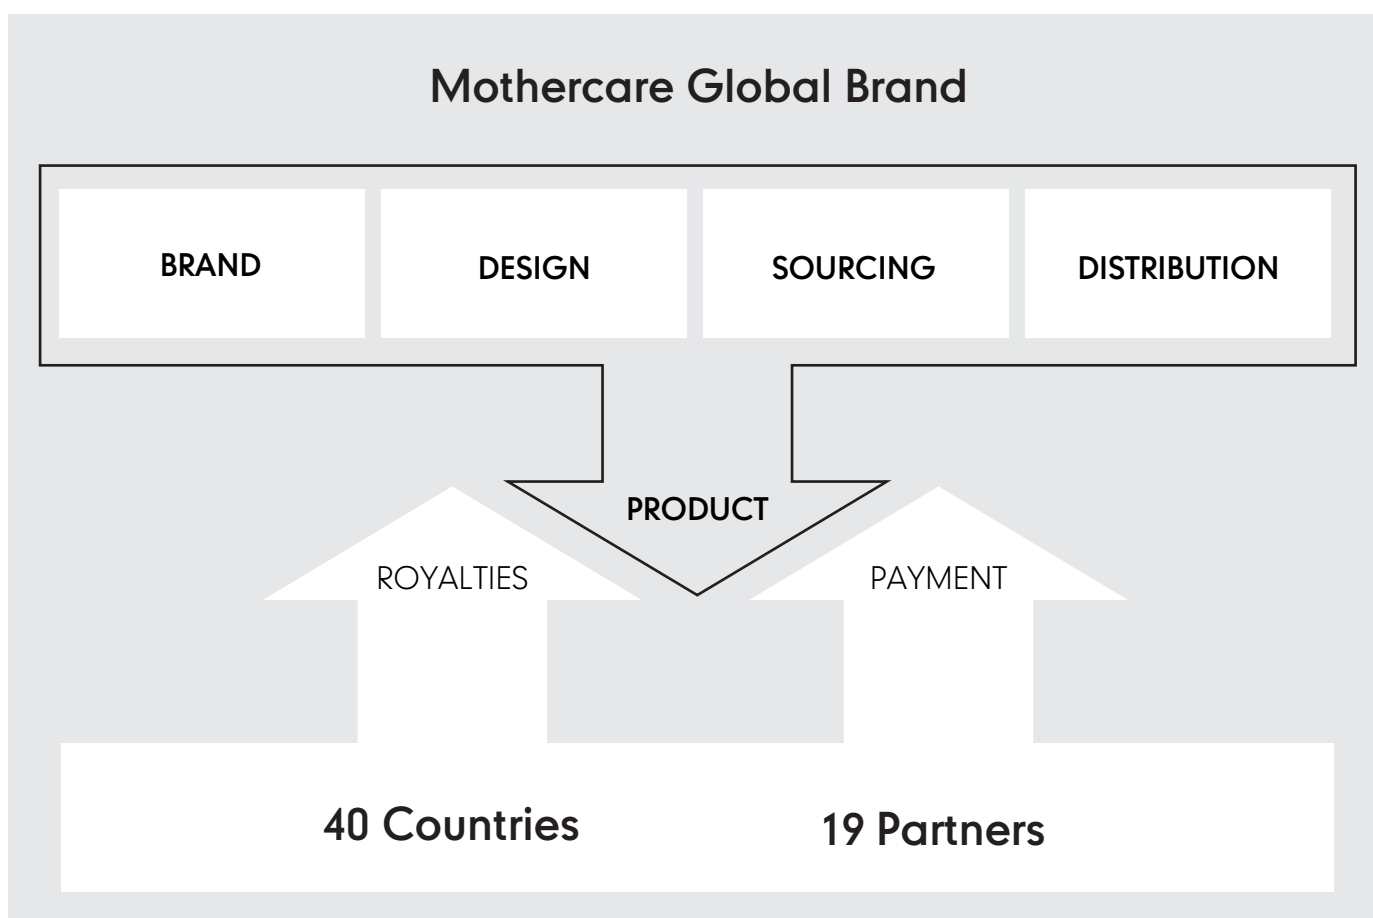 Mothercare Global Brand
BRAND
DESIGN
SOURCING
DISTRIBUTION
PRODUCT
ROYALTIES
PAYMENT
40 Countries
19 Partners